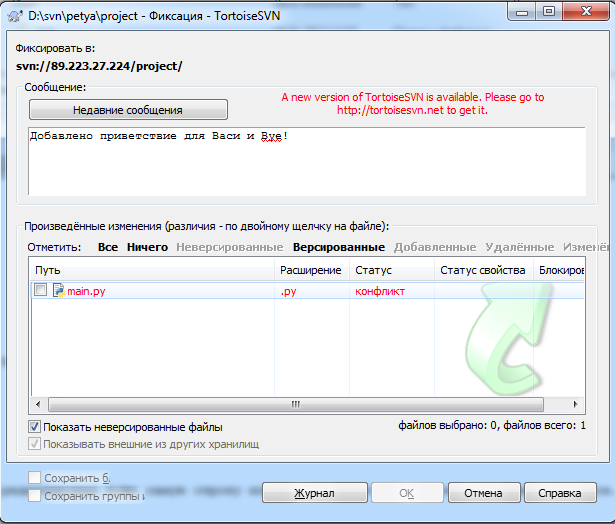 D:\svn\petya\project - Фиксация - TortoiseSVN
Фиксировать в:
svn://89.223.27.224/project/
Сообщение:
Недавние сообщения
A new version of TortoiseSVN is available. Please go to
http://tortoisesvn.net to get it.
Добавлено приветствие для Васи и Bye!
Произведённые изменения (различия - по двойному щелчку на файле):
Отметить: Все Ничего Неверсированные Версированные Добавленные Удалённые Изменён
Путь Расширение Статус Статус свойства Блокиров
main.py .py конфликт
Показать неверсированные файлы
файлов выбрано: 0, файлов всего: 1
Показывать внешние из других хранилищ
Сохранить б.
Сохранить группы и
Журнал OK Отмена Справка